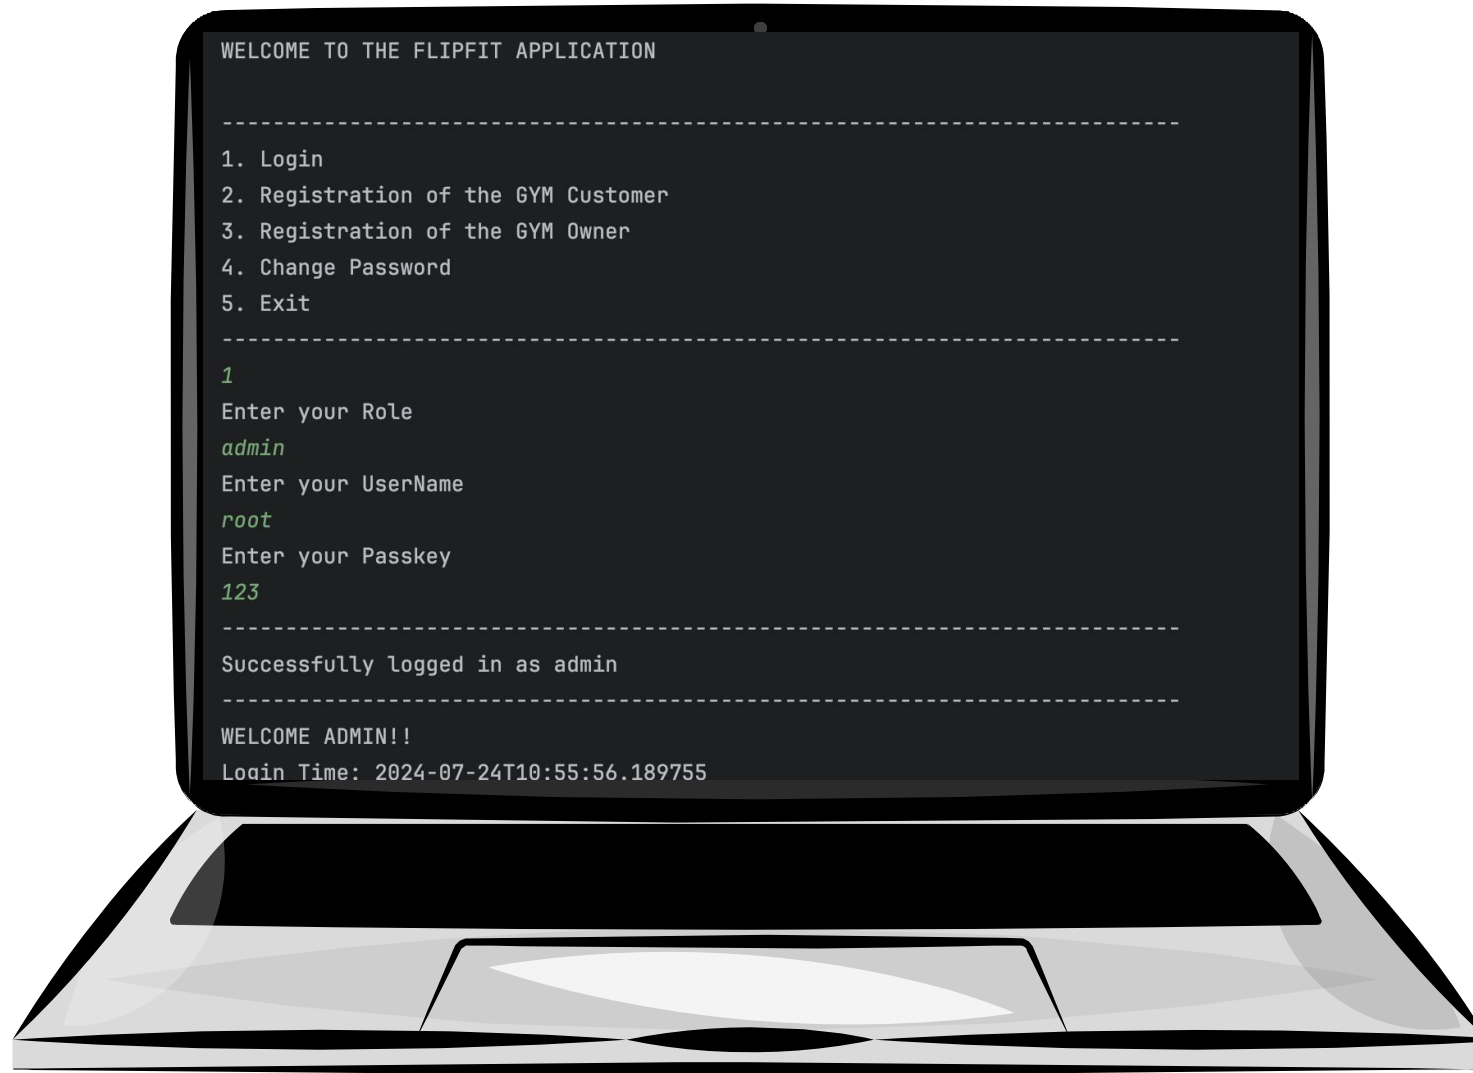 WELCOME TO THE FLIPFIT APPLICATION
---------------------------------------------------------------------------
1. Login
2. Registration of the GYM Customer
3. Registration of the GYM Owner
4. Change Password
5. Exit
---------------------------------------------------------------------------
1
Enter your Role
admin
Enter your UserName
root
Enter your Passkey
123
---------------------------------------------------------------------------
Successfully logged in as admin
---------------------------------------------------------------------------
WELCOME ADMIN!!
Login Time: 2024-07-24T10:55:56.189755